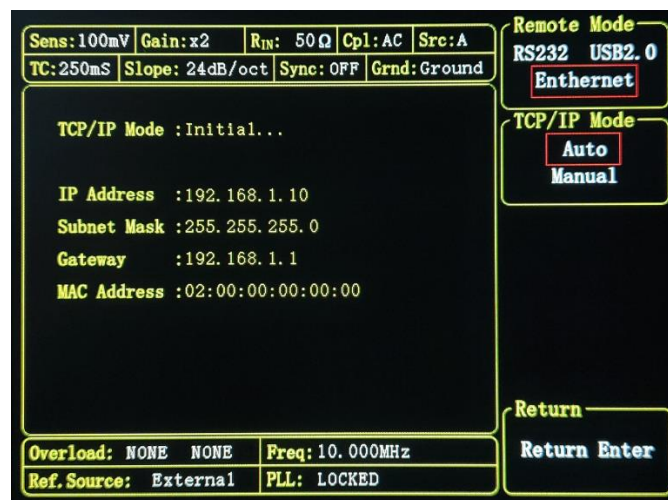 Sens:100mV Gain:x2 RIN: 50Ω Cpl:AC Src:A
TC:250mS Slope: 24dB/oct Sync:OFF Grnd:Ground
TCP/IP Mode :Initial...
IP Address :192.168.1.10
Subnet Mask :255.255.255.0
Gateway :192.168.1.1
MAC Address :02:00:00:00:00:00
Overload: NONE NONE Freq:10.000MHz
Ref.Source: External PLL: LOCKED
Remote Mode
RS232 USB2.0
Enthernet
TCP/IP Mode
Auto
Manual
Return
Return Enter